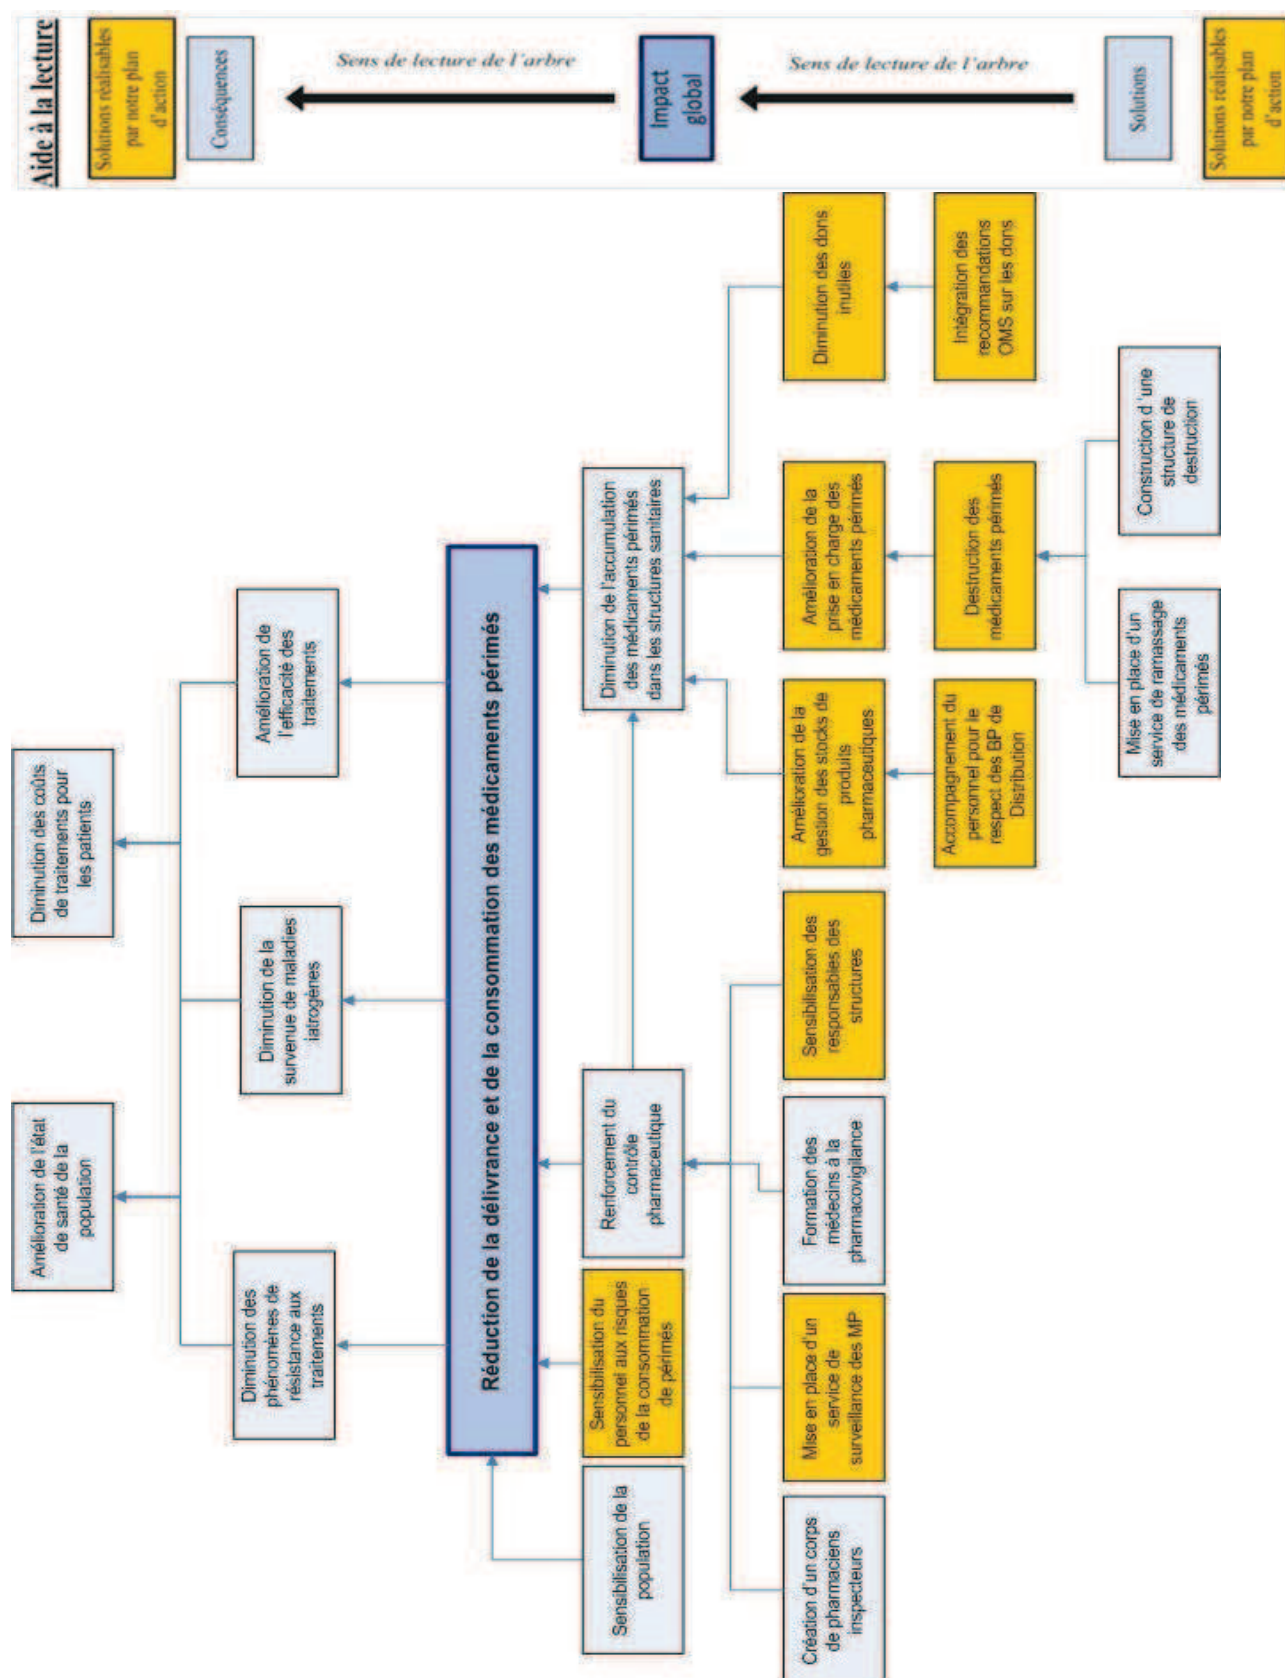 Aide à la lecture
Solutions réalisables
par notre plan
d'action
Conséquences
Sens de lecture de l'arbre
Impact
global
Sens de lecture de l'arbre
Solutions
Solutions réalisables
par notre plan
d'action
Amélioration de l'état
de santé de la
population
Diminution des coûts
de traitements pour
les patients
Diminution des
phénomènes de
résistance aux
traitements
Diminution de la
survenue de maladies
iatrogènes
Amélioration de
l'efficacité des
traitements
Réduction de la délivrance et de la consommation des médicaments périmés
Sensibilisation de la
population
Sensibilisation du
personnel aux risques
de la consommation
de périmés
Renforcement du
contrôle
pharmaceutique
Diminution de l'accumulation
des médicaments périmés
dans les structures sanitaires
Création d'un corps
de pharmaciens
inspecteurs
Mise en place d'un
service de
surveillance des MP
Formation des
médecins à la
pharmacovigilance
Sensibilisation des
responsables des
structures
Amélioration de la
gestion des stocks de
produits
pharmaceutiques
Amélioration de la
prise en charge des
médicaments périmés
Diminution des dons
inutiles
Accompagnement du
personnel pour le
respect des BP de
Distribution
Destruction des
médicaments périmés
Intégration des
recommandations
OMS sur les dons
Mise en place d'un
service de ramassage
des médicaments
périmés
Construction d 'une
structure de
destruction